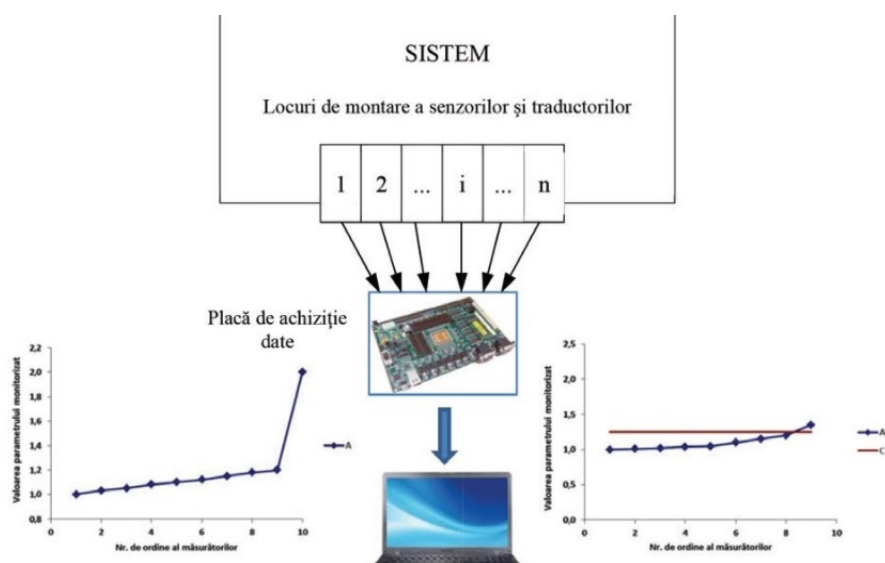 SISTEM
Locuri de montare a senzorilor și traductorilor
1 2 ... i ... n
Placă de achiziție
date
Valoarea parametrului monitorizat
2,2
2,0
1,8
1,6
1,4
1,2
1,0
0,8
0 2 4 6 8 10
Nr. de ordine al măsurătorilor
A
Valoarea parametrului monitorizat
2,5
2,0
1,5
1,0
0,5
0,0
0 2 4 6 8 10
Nr. de ordine al măsurătorilor
A
C